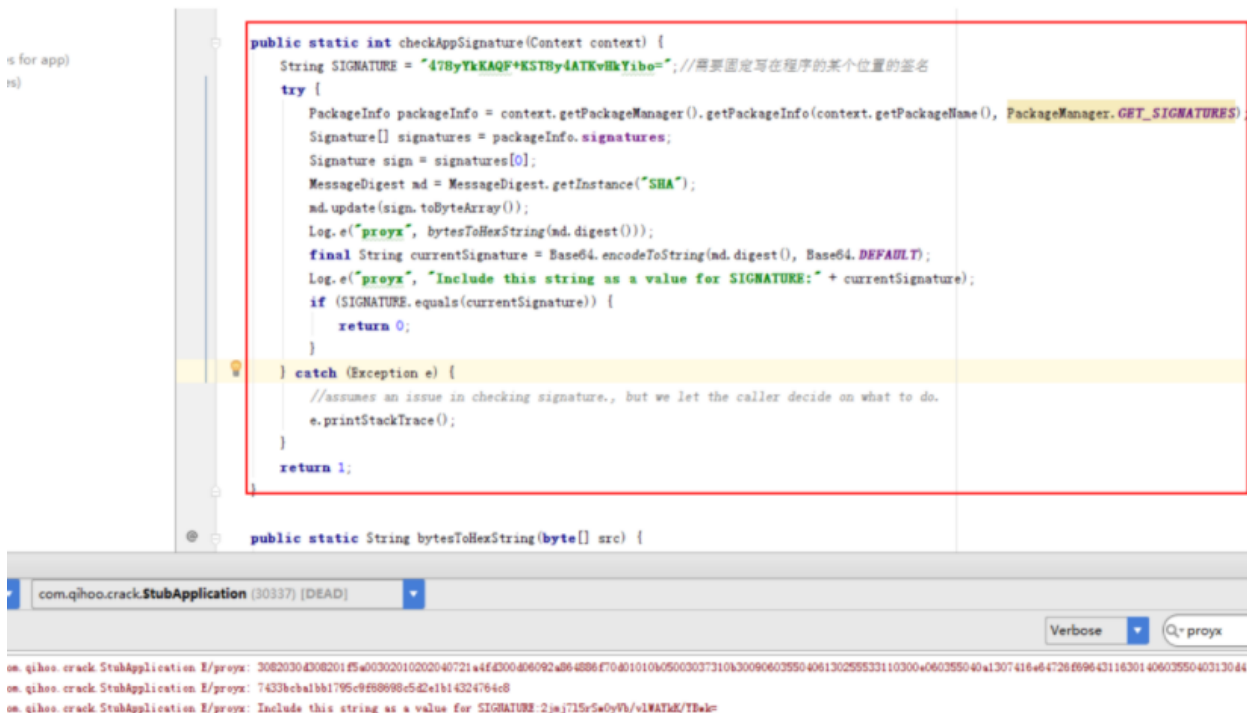 s for app)
es)
public static int checkAppSignature(Context context) {
String SIGNATURE = "478yYkKAQF+KST8y4ATKvHkYibo=";//需要固定写在程序的某个位置的签名
try {
PackageInfo packageInfo = context.getPackageManager().getPackageInfo(context.getPackageName(), PackageManager.GET_SIGNATURES);
Signature[] signatures = packageInfo.signatures;
Signature sign = signatures[0];
MessageDigest md = MessageDigest.getInstance("SHA");
md.update(sign.toByteArray());
Log.e("proyx", bytesToHexString(md.digest()));
final String currentSignature = Base64.encodeToString(md.digest(), Base64.DEFAULT);
Log.e("proyx", "Include this string as a value for SIGNATURE:" + currentSignature);
if (SIGNATURE.equals(currentSignature)) {
return 0;
}
} catch (Exception e) {
//assumes an issue in checking signature., but we let the caller decide on what to do.
e.printStackTrace();
}
return 1;
}
@ public static String bytesToHexString(byte[] src) {
com.qihoo.crack.StubApplication (30337) [DEAD]
Verbose proyx
om.qihoo.crack.StubApplication E/proyx:
om.qihoo.crack.StubApplication E/proyx: 7433bcba1bb1795c9f68698c5d2e1b14324764c8
om.qihoo.crack.StubApplication E/proyx: Include this string as a value for SIGNATURE: